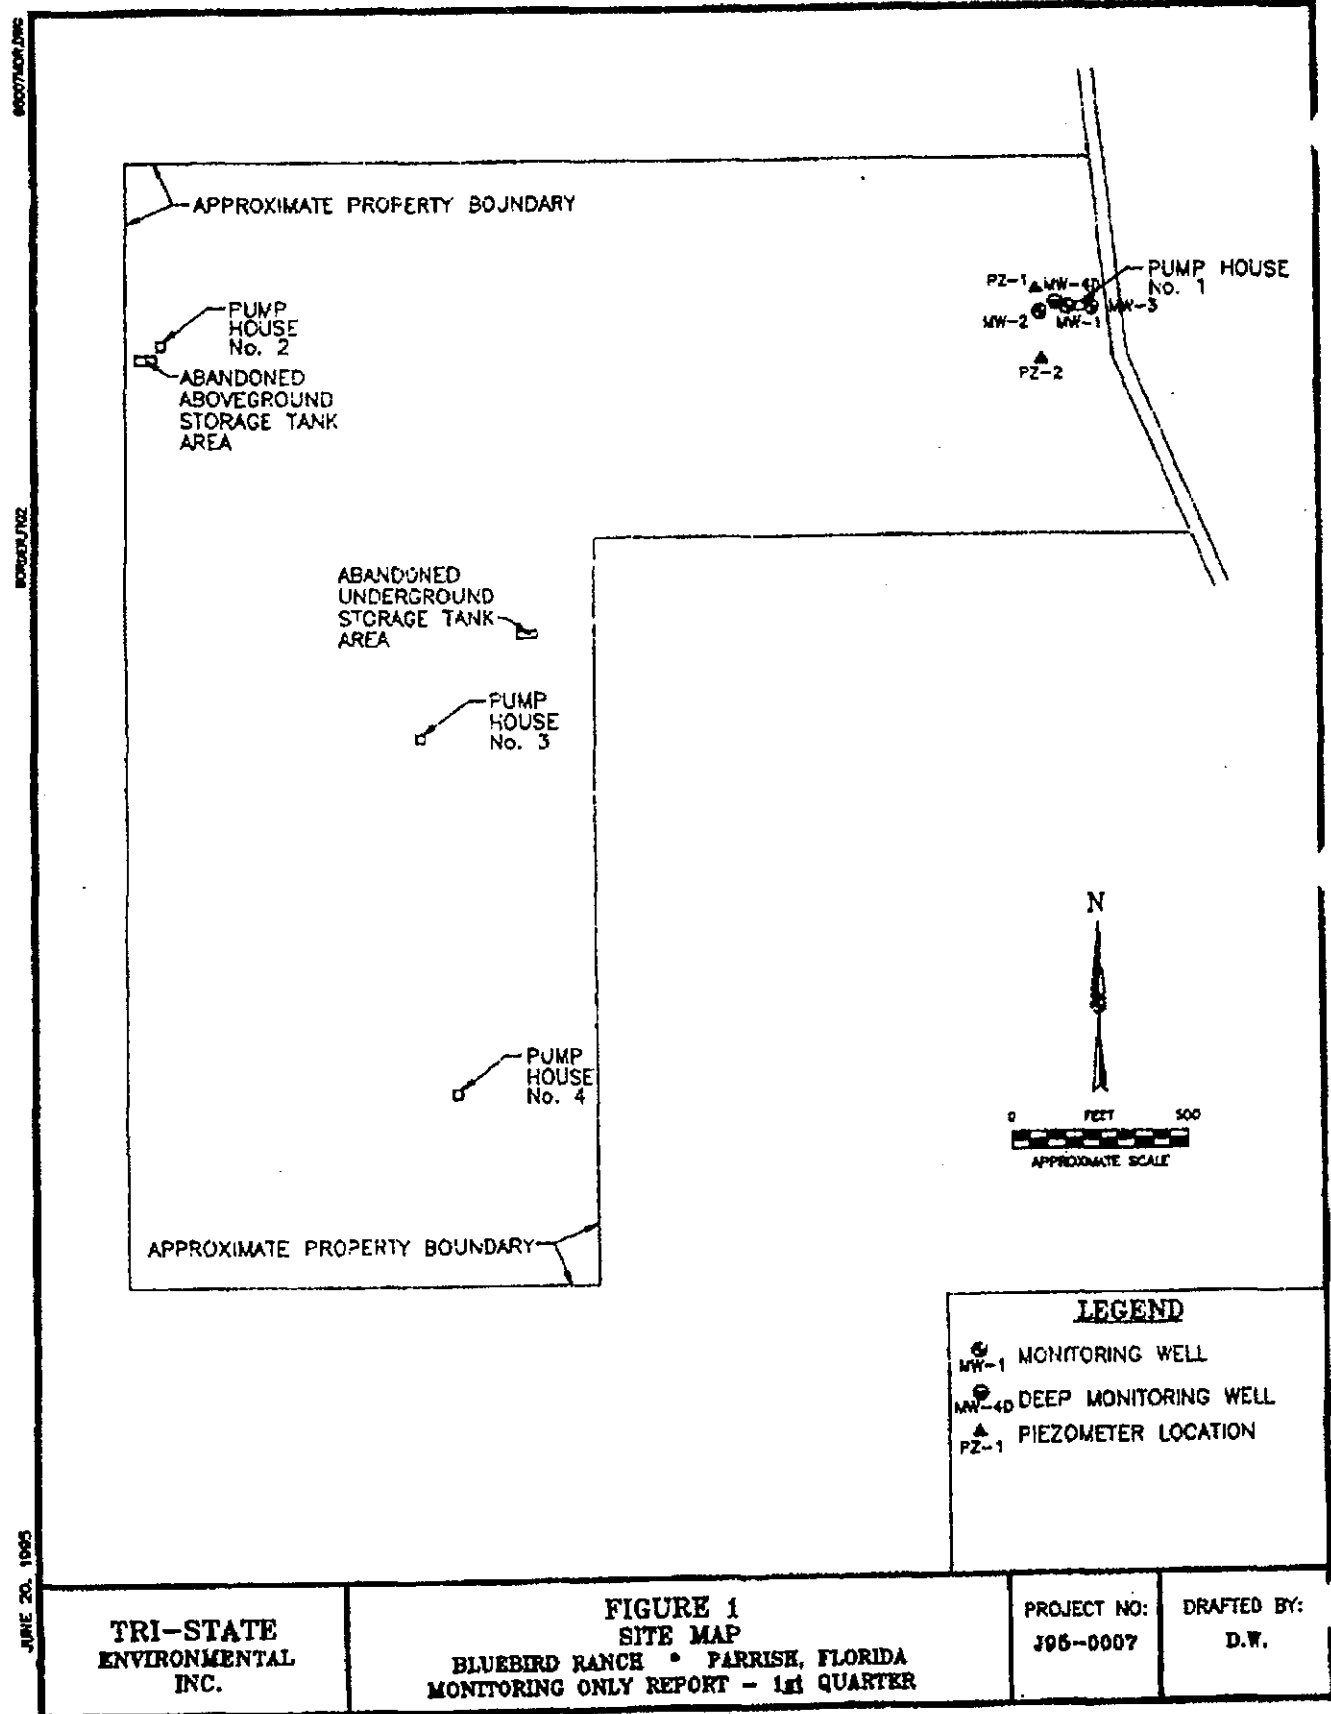 APPROXIMATE PROPERTY BOUNDARY
PZ-1
MW-4D
PUMP HOUSE
No. 1
MW-2
MW-1
MW-3
PZ-2
PUMP
HOUSE
No. 2
ABANDONED
ABOVEGROUND
STORAGE TANK
AREA
ABANDONED
UNDERGROUND
STORAGE TANK
AREA
PUMP
HOUSE
No. 3
N
PUMP
HOUSE
No. 4
0 FEET 500
APPROXIMATE SCALE
APPROXIMATE PROPERTY BOUNDARY
LEGEND
MW-1 MONITORING WELL
MW-4D DEEP MONITORING WELL
PZ-1 PIEZOMETER LOCATION
JUNE 20, 1995
TRI-STATE
ENVIRONMENTAL
INC.
FIGURE 1
SITE MAP
BLUEBIRD RANCH • PARRISH, FLORIDA
MONITORING ONLY REPORT - 1st QUARTER
PROJECT NO:
J95-0007
DRAFTED BY:
D.W.